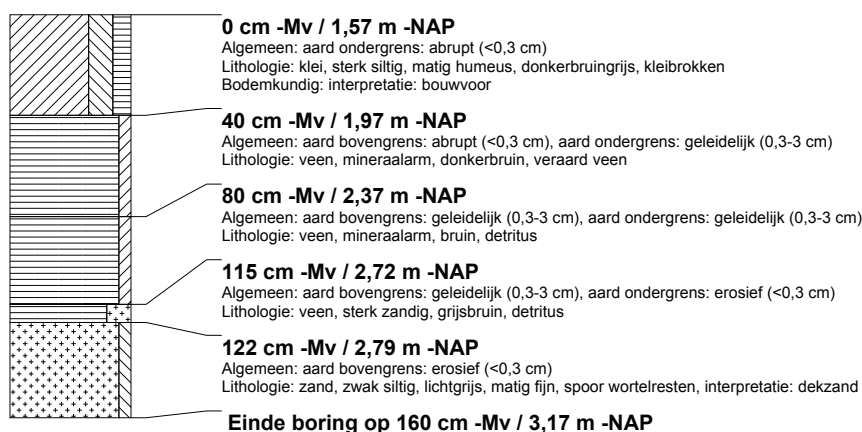 0 cm -Mv / 1,57 m -NAP
Algemeen: aard ondergrens: abrupt (<0,3 cm)
Lithologie: klei, sterk siltig, matig humeus, donkerbruingrijs, kleibrokken
Bodemkundig: interpretatie: bouwvoor
40 cm -Mv / 1,97 m -NAP
Algemeen: aard bovengrens: abrupt (<0,3 cm), aard ondergrens: geleidelijk (0,3-3 cm)
Lithologie: veen, mineraalarm, donkerbruin, veraard veen
80 cm -Mv / 2,37 m -NAP
Algemeen: aard bovengrens: geleidelijk (0,3-3 cm), aard ondergrens: geleidelijk (0,3-3 cm)
Lithologie: veen, mineraalarm, bruin, detritus
115 cm -Mv / 2,72 m -NAP
Algemeen: aard bovengrens: geleidelijk (0,3-3 cm), aard ondergrens: erosief (<0,3 cm)
Lithologie: veen, sterk zandig, grijsbruin, detritus
122 cm -Mv / 2,79 m -NAP
Algemeen: aard bovengrens: erosief (<0,3 cm)
Lithologie: zand, zwak siltig, lichtgrijs, matig fijn, spoor wortelresten, interpretatie: dekzand
Einde boring op 160 cm -Mv / 3,17 m -NAP